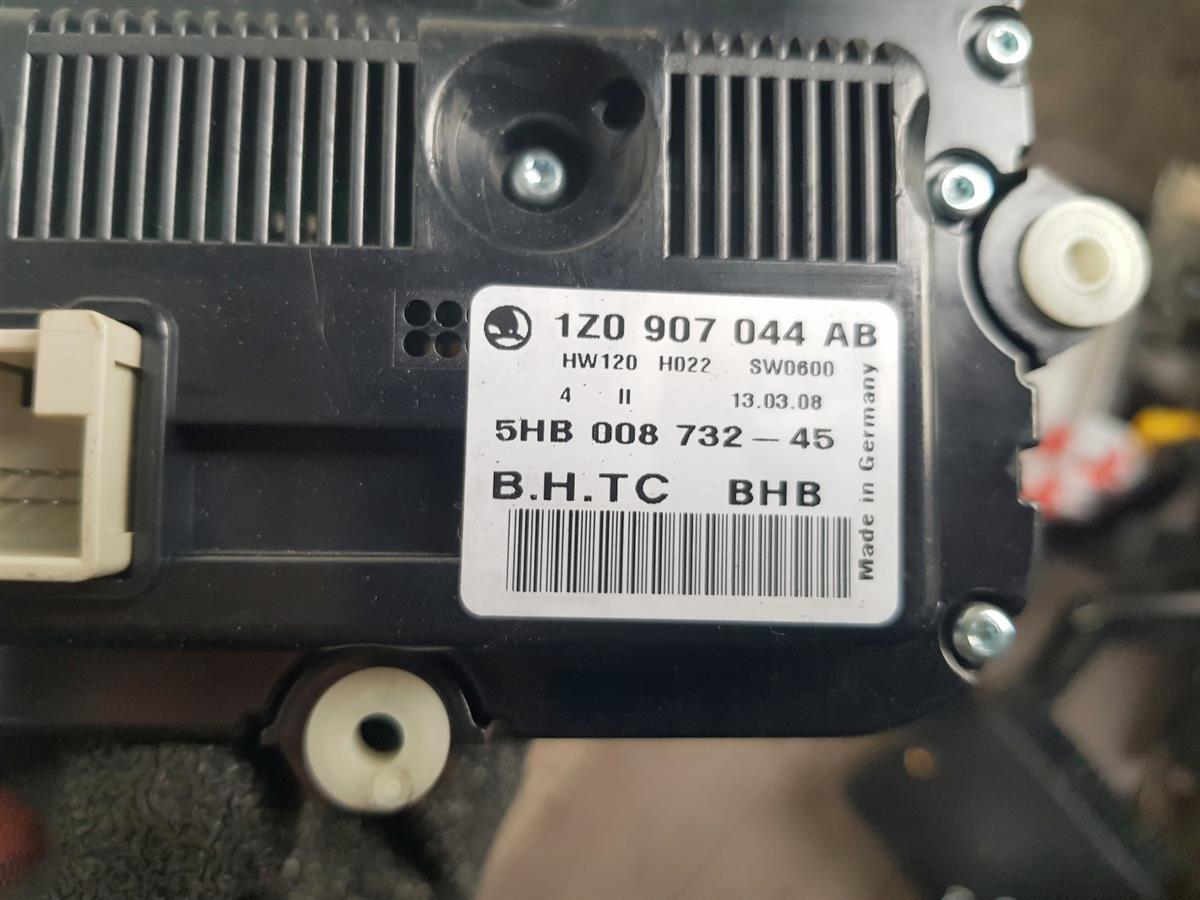 1Z0 907 044 AB
HW120 H022 SW0600
4 II 13.03.08
5HB 008 732-45
B.H.TC BHB
Made in Germany